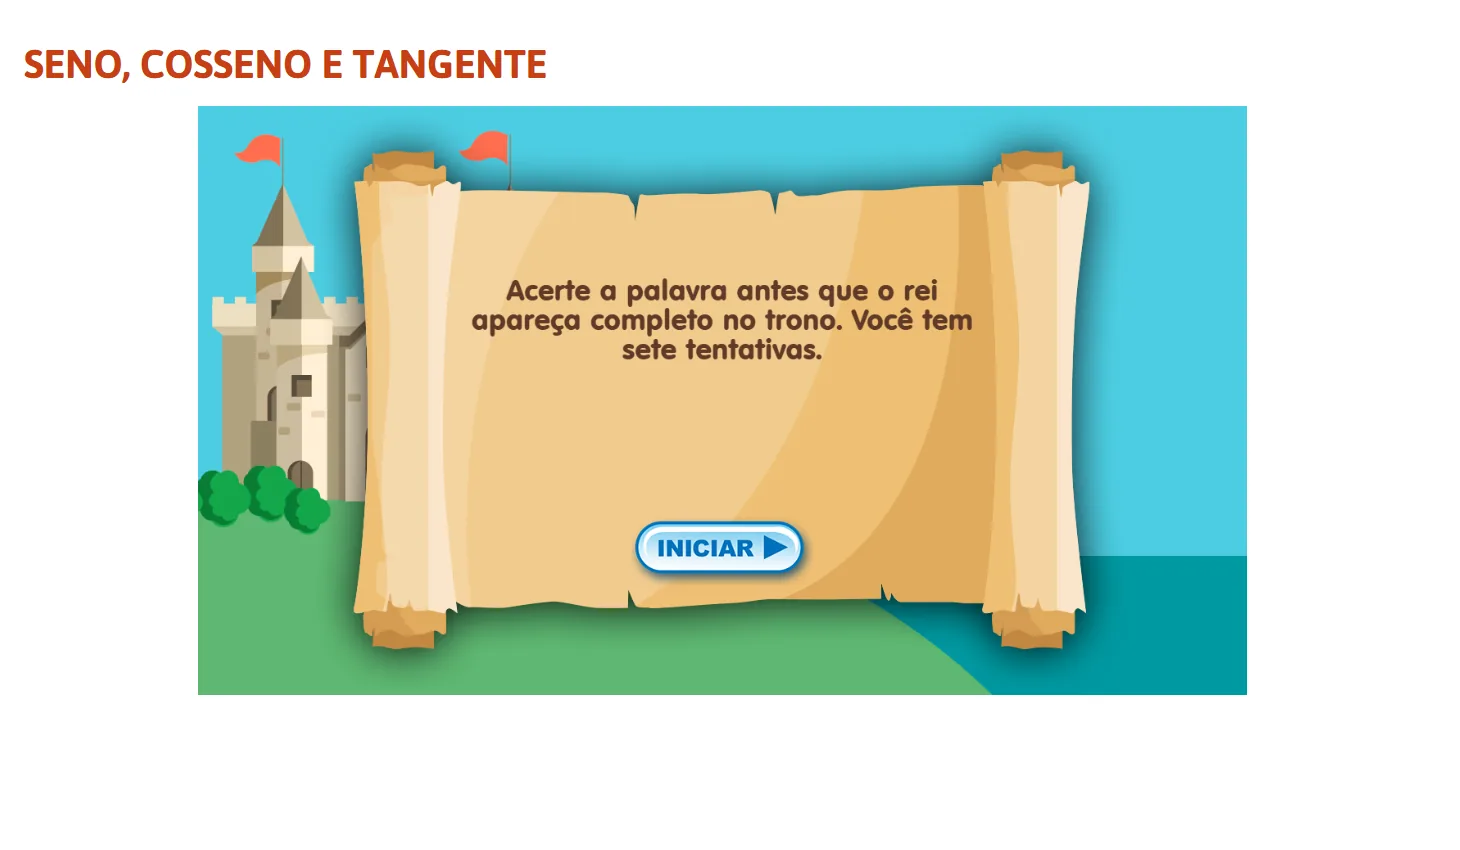 SENO, COSSENO E TANGENTE
Acerte a palavra antes que o rei
apareça completo no trono. Você tem
sete tentativas.
INICIAR